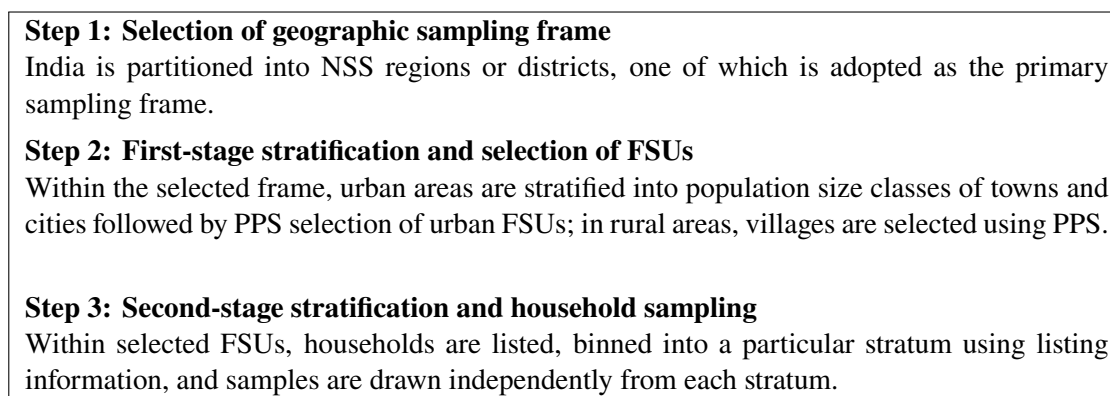 Step 1: Selection of geographic sampling frame
India is partitioned into NSS regions or districts, one of which is adopted as the primary
sampling frame.
Step 2: First-stage stratification and selection of FSUs
Within the selected frame, urban areas are stratified into population size classes of towns and
cities followed by PPS selection of urban FSUs; in rural areas, villages are selected using PPS.
Step 3: Second-stage stratification and household sampling
Within selected FSUs, households are listed, binned into a particular stratum using listing
information, and samples are drawn independently from each stratum.